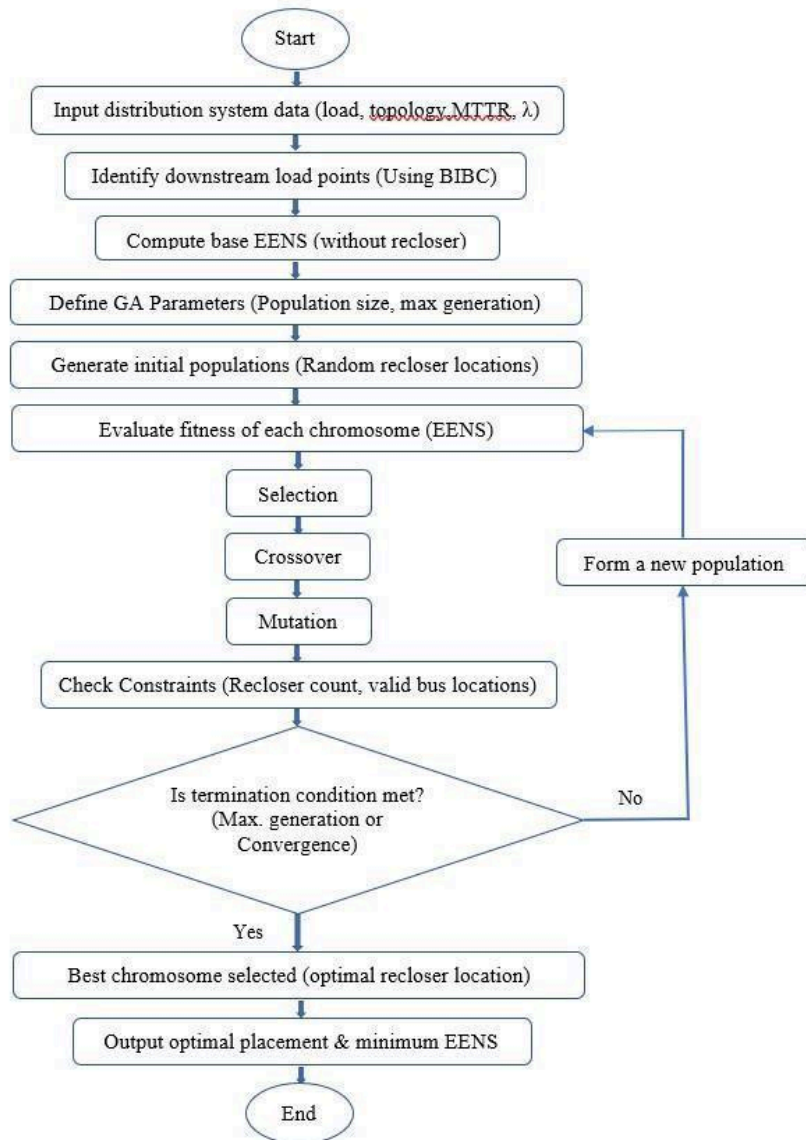 Start
Input distribution system data (load, topology,MTTR, λ)
Identify downstream load points (Using BIBC)
Compute base EENS (without recloser)
Define GA Parameters (Population size, max generation)
Generate initial populations (Random recloser locations)
Evaluate fitness of each chromosome (EENS)
Selection
Crossover
Form a new population
Mutation
Check Constraints (Recloser count, valid bus locations)
Is termination condition met?
(Max. generation or
Convergence)
No
Yes
Best chromosome selected (optimal recloser location)
Output optimal placement & minimum EENS
End